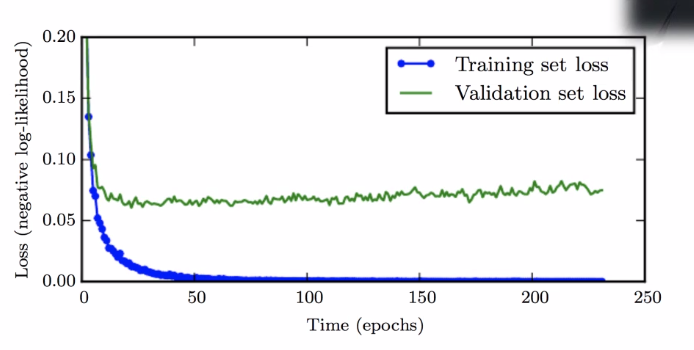 0.20
0.15
0.10
0.05
0.00
Loss (negative log-likelihood)
Training set loss
Validation set loss
0 50 100 150 200 250
Time (epochs)